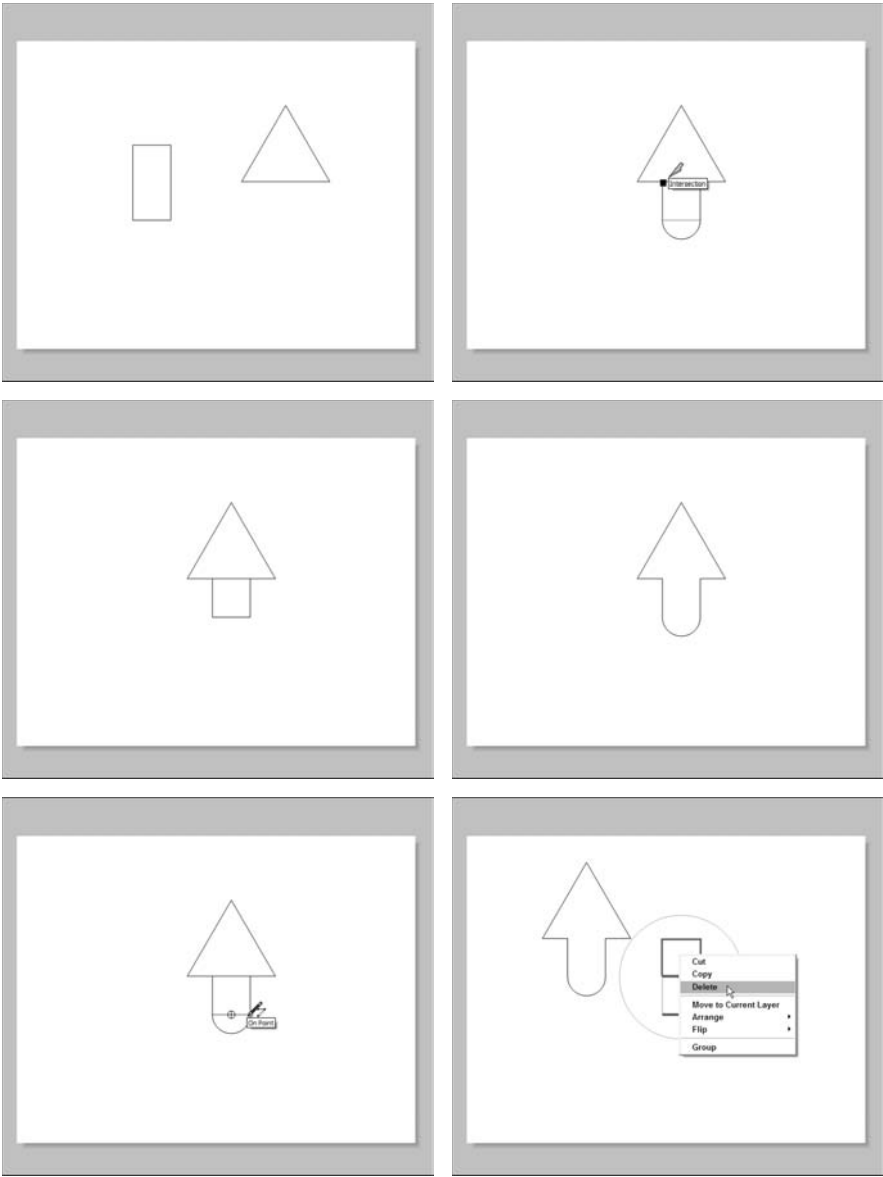 Intersection
On Point
Cut
Copy
Delete
Move to Current Layer
Arrange
Flip
Group